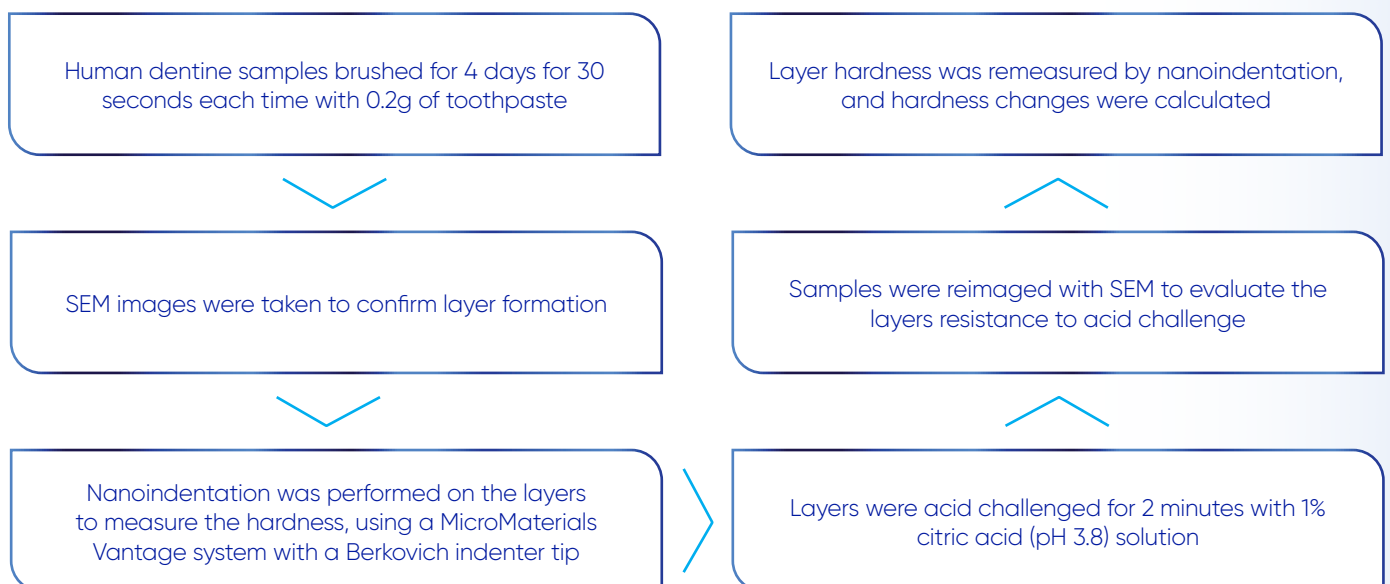 Human dentine samples brushed for 4 days for 30
seconds each time with 0.2g of toothpaste
SEM images were taken to confirm layer formation
Nanoindentation was performed on the layers
to measure the hardness, using a MicroMaterials
Vantage system with a Berkovich indenter tip
Layers were acid challenged for 2 minutes with 1%
citric acid (pH 3.8) solution
Samples were reimaged with SEM to evaluate the
layers resistance to acid challenge
Layer hardness was remeasured by nanoindentation,
and hardness changes were calculated